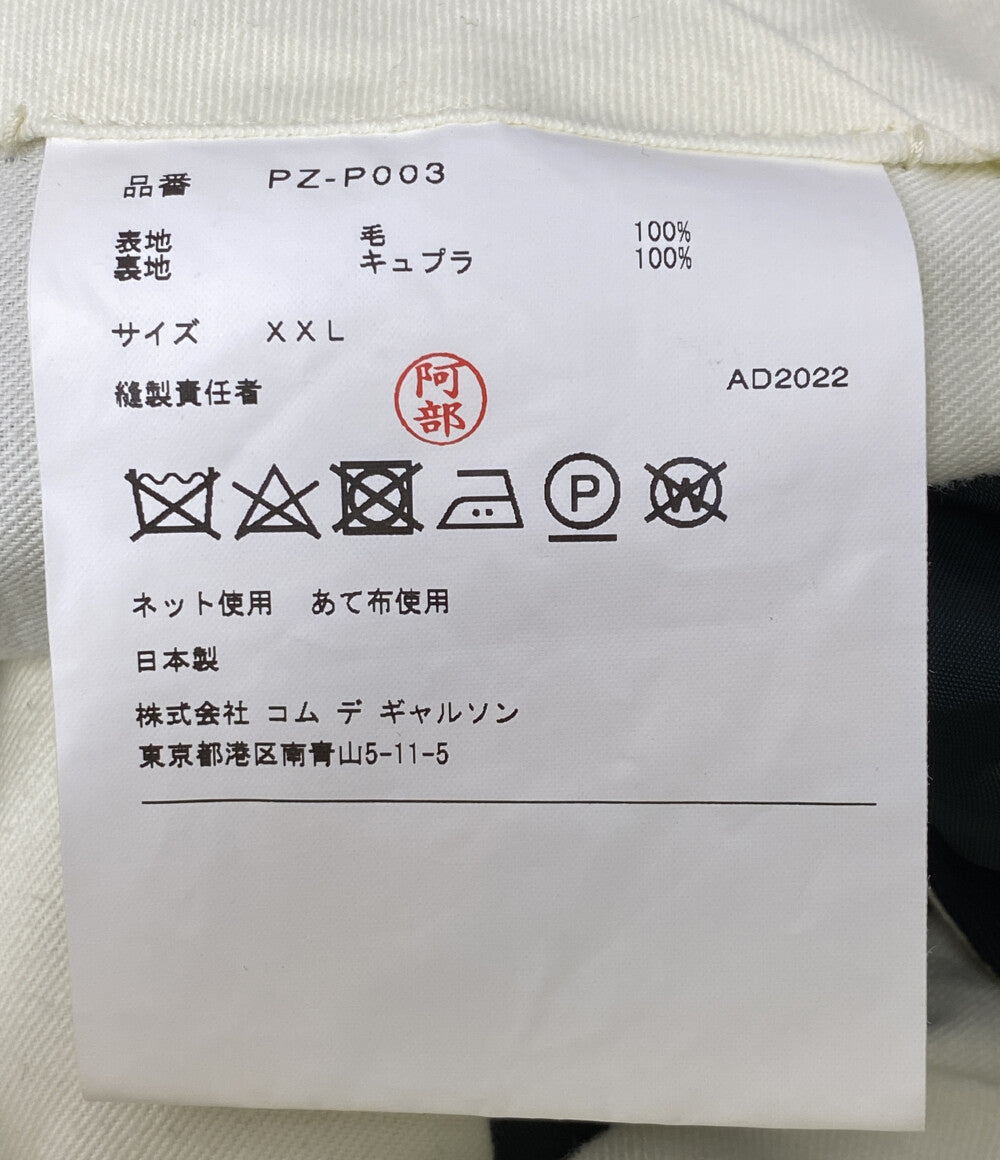 品番 PZ-P003
表地 毛 100%
裏地 キュプラ 100%
サイズ XXL
縫製責任者 阿部 AD2022
P W
ネット使用 あて布使用
日本製
株式会社 コム デ ギャルソン
東京都港区南青山5-11-5